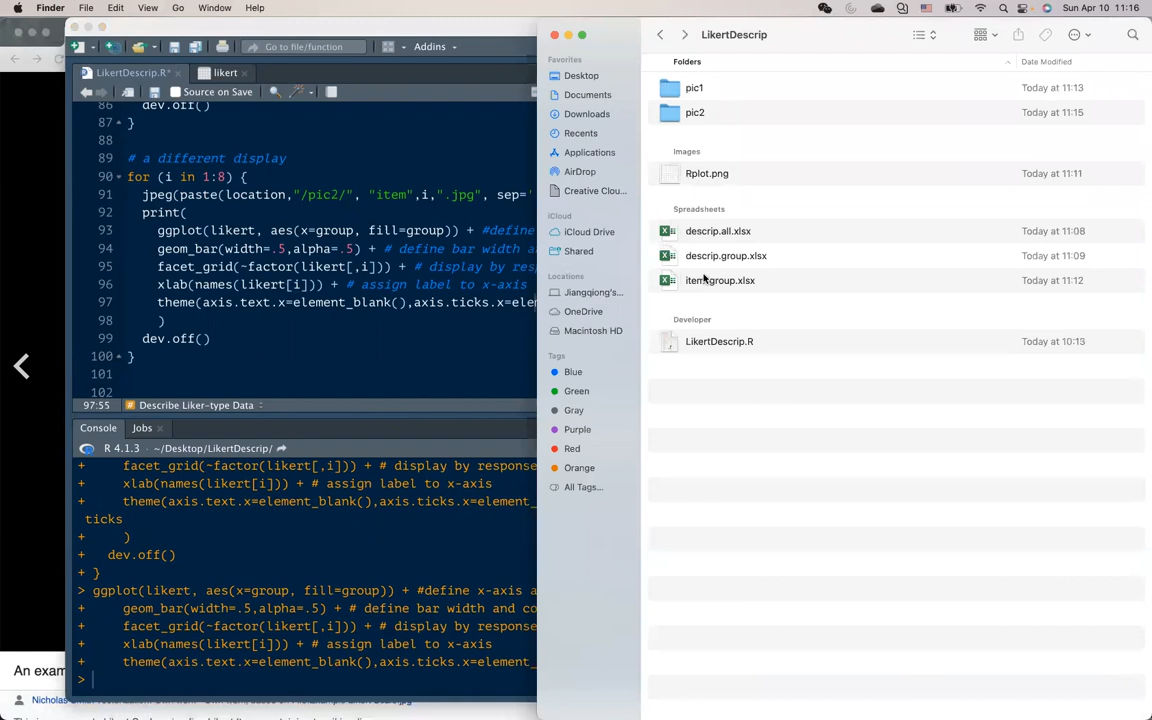 Finder File Edit View Go Window Help Sun Apr 10 11:16
Go to file/function Addins
LikertDescrip.R* × likert ×
Source on Save
86 dev.off()
87 }
88
89 # a different display
90 for (i in 1:8) {
91 jpeg(paste(location,"/pic2/", "item",i,".jpg", sep='
92 print(
93 ggplot(likert, aes(x=group, fill=group)) + #define
94 geom_bar(width=.5,alpha=.5) + # define bar width a
95 facet_grid(~factor(likert[,i])) + # display by res
96 xlab(names(likert[i])) + # assign label to x-axis
97 theme(axis.text.x=element_blank(),axis.ticks.x=ele
98 )
99 dev.off()
100 }
101
102
97:55 # Describe Liker-type Data
Console Jobs ×
R 4.1.3 · ~/Desktop/LikertDescrip/
+ facet_grid(~factor(likert[,i])) + # display by response
+ xlab(names(likert[i])) + # assign label to x-axis
+ theme(axis.text.x=element_blank(),axis.ticks.x=element_
ticks
+ )
+ dev.off()
+ }
> ggplot(likert, aes(x=group, fill=group)) + #define x-axis a
+ geom_bar(width=.5,alpha=.5) + # define bar width and co
+ facet_grid(~factor(likert[,i])) + # display by response
+ xlab(names(likert[i])) + # assign label to x-axis
+ theme(axis.text.x=element_blank(),axis.ticks.x=element_
>
An exam
Favorites
Desktop
Documents
Downloads
Recents
Applications
AirDrop
Creative Clou...
iCloud
iCloud Drive
Shared
Locations
Jiangqiong's...
OneDrive
Macintosh HD
Tags
Blue
Green
Gray
Purple
Red
Orange
All Tags...
LikertDescrip
Folders Date Modified
pic1 Today at 11:13
pic2 Today at 11:15
Images
Rplot.png Today at 11:11
Spreadsheets
descrip.all.xlsx Today at 11:08
descrip.group.xlsx Today at 11:09
item.group.xlsx Today at 11:12
Developer
LikertDescrip.R Today at 10:13